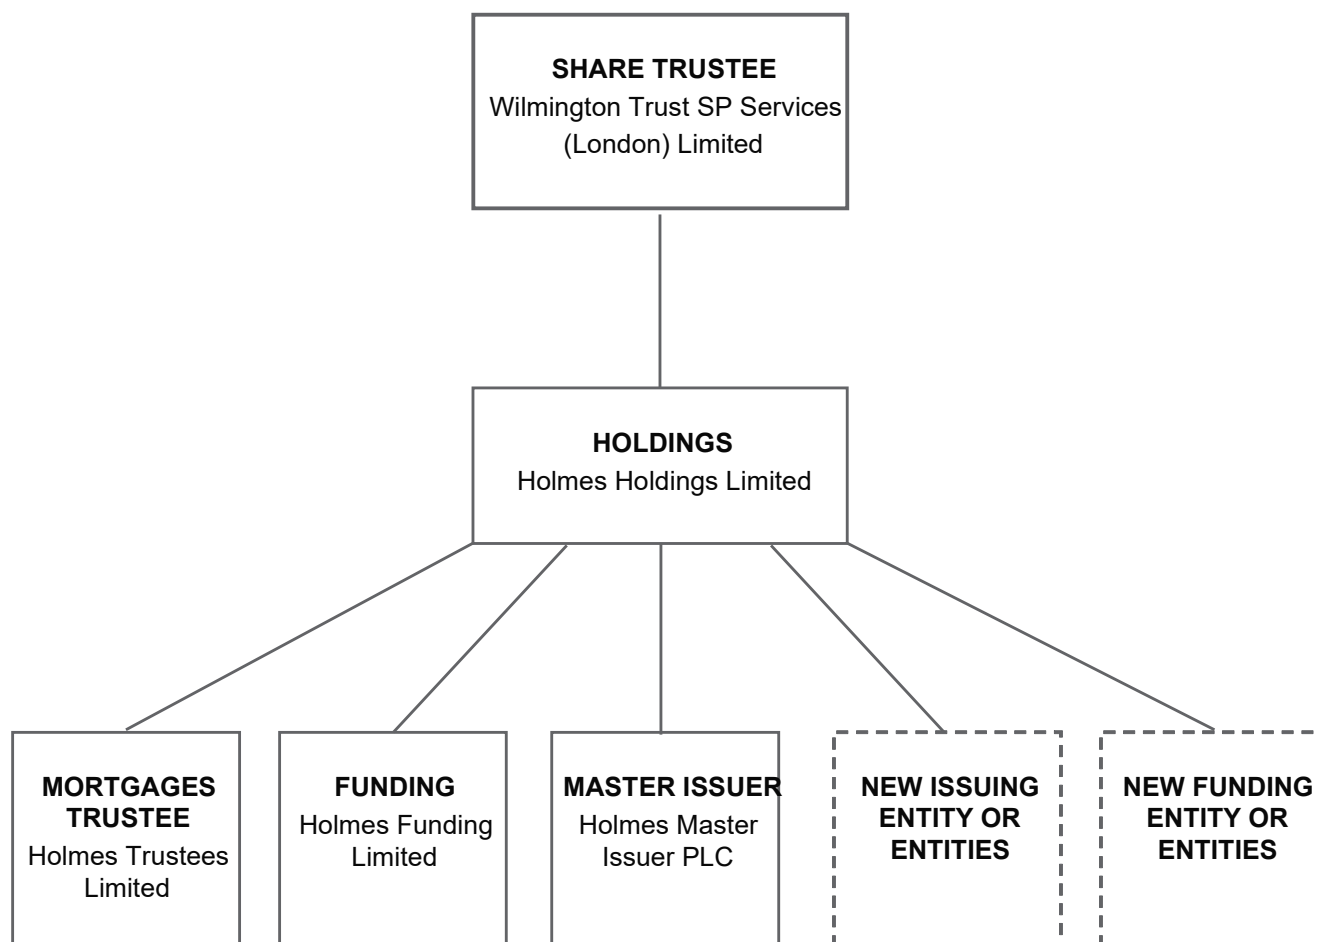 SHARE TRUSTEE
Wilmington Trust SP Services
(London) Limited
HOLDINGS
Holmes Holdings Limited
MORTGAGES
TRUSTEE
Holmes Trustees
Limited
FUNDING
Holmes Funding
Limited
MASTER ISSUER
Holmes Master
Issuer PLC
NEW ISSUING
ENTITY OR
ENTITIES
NEW FUNDING
ENTITY OR
ENTITIES